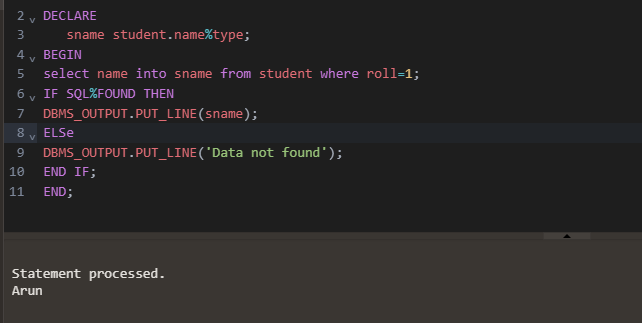 2 DECLARE
3 sname student.name%type;
4 BEGIN
5 select name into sname from student where roll=1;
6 IF SQL%FOUND THEN
7 DBMS_OUTPUT.PUT_LINE(sname);
8 ELSe
9 DBMS_OUTPUT.PUT_LINE('Data not found');
10 END IF;
11 END;
Statement processed.
Arun